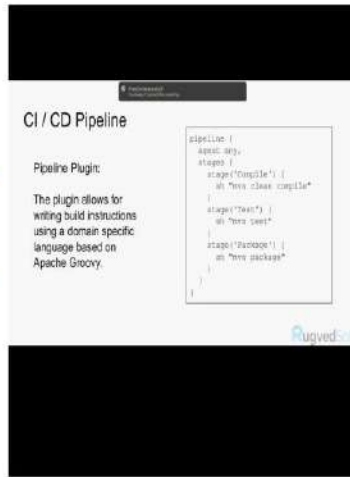 CI / CD Pipeline
Pipeline Plugin:
The plugin allows for
writing build instructions
using a domain specific
language based on
Apache Groovy.
pipeline {
agent any,
stages {
stage('Compile') {
sh "mvn clean compile"
}
stage('Test') {
sh "mvn test"
}
stage('Package') {
sh "mvn package"
}
}
}
RugvedSo